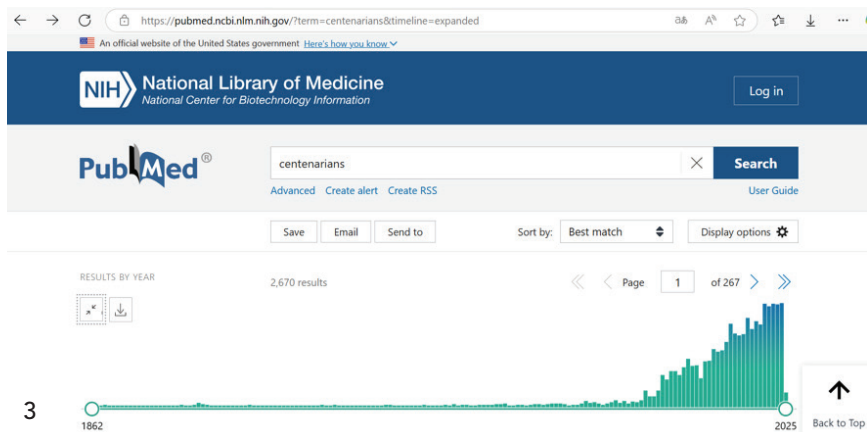 https://pubmed.ncbi.nlm.nih.gov/?term=centenarians&timeline=expanded
An official website of the United States government Here's how you know
NIH National Library of Medicine
National Center for Biotechnology Information
Log in
PubMed®
centenarians
Search
Advanced Create alert Create RSS
User Guide
Save Email Send to Sort by: Best match Display options
RESULTS BY YEAR
2,670 results
Page 1 of 267
3
1862
2025
Back to Top